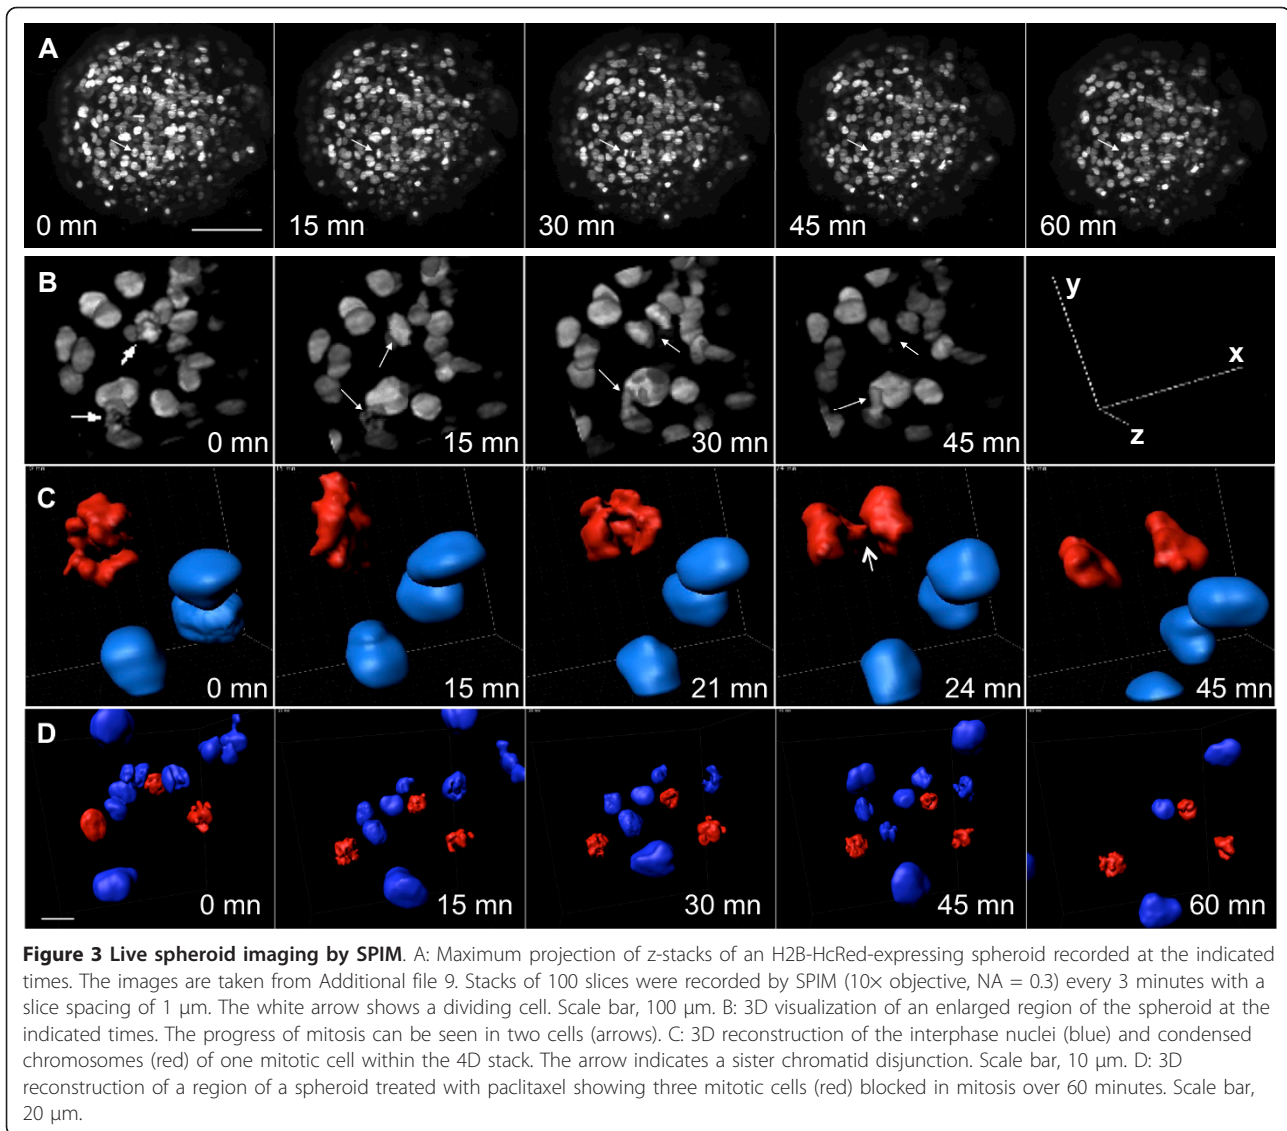 A
0 mn
15 mn
30 mn
45 mn
60 mn
B
0 mn
15 mn
30 mn
45 mn
y
x
z
C
0 mn
15 mn
21 mn
24 mn
45 mn
D
0 mn
15 mn
30 mn
45 mn
60 mn
Figure 3 Live spheroid imaging by SPIM. A: Maximum projection of z-stacks of an H2B-HcRed-expressing spheroid recorded at the indicated
times. The images are taken from Additional file 9. Stacks of 100 slices were recorded by SPIM (10× objective, NA = 0.3) every 3 minutes with a
slice spacing of 1 μm. The white arrow shows a dividing cell. Scale bar, 100 μm. B: 3D visualization of an enlarged region of the spheroid at the
indicated times. The progress of mitosis can be seen in two cells (arrows). C: 3D reconstruction of the interphase nuclei (blue) and condensed
chromosomes (red) of one mitotic cell within the 4D stack. The arrow indicates a sister chromatid disjunction. Scale bar, 10 μm. D: 3D
reconstruction of a region of a spheroid treated with paclitaxel showing three mitotic cells (red) blocked in mitosis over 60 minutes. Scale bar,
20 μm.